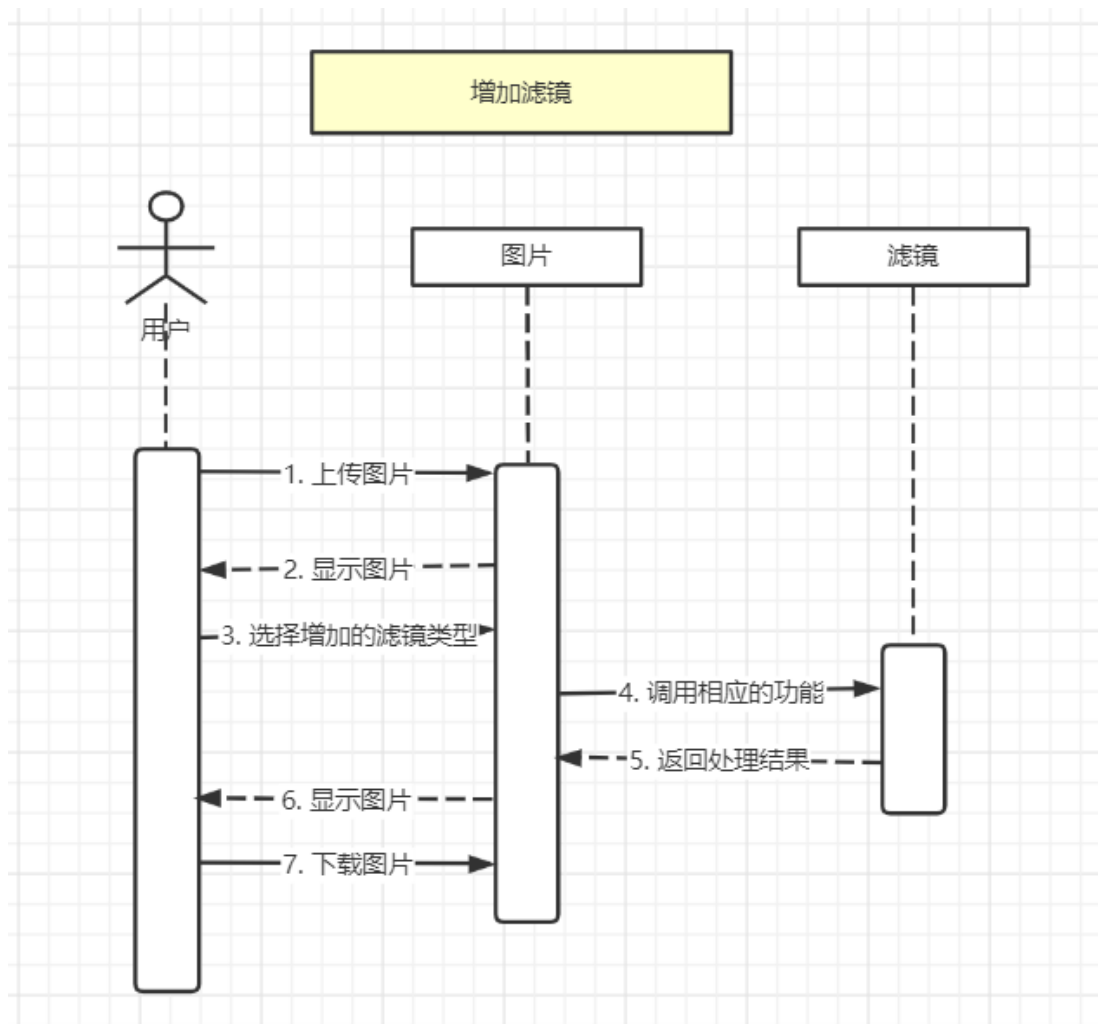 增加滤镜
图片
滤镜
用户
1. 上传图片
2. 显示图片
3. 选择增加的滤镜类型
4. 调用相应的功能
5. 返回处理结果
6. 显示图片
7. 下载图片